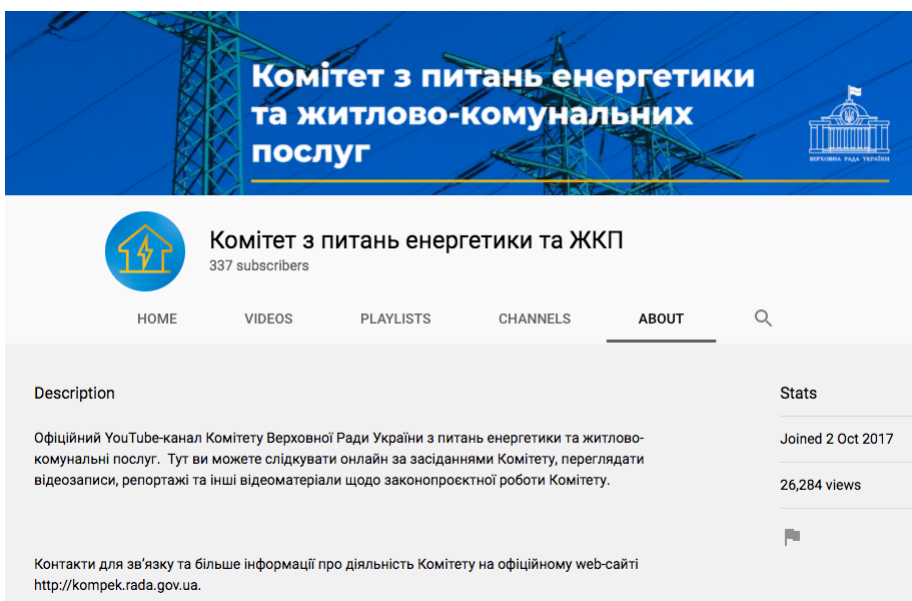 Комітет з питань енергетики
та житлово-комунальних
послуг
ВЕРХОВНА РАДА УКРАЇНИ
Комітет з питань енергетики та ЖКП
337 subscribers
HOME VIDEOS PLAYLISTS CHANNELS ABOUT
Description
Офіційний YouTube-канал Комітету Верховної Ради України з питань енергетики та житлово-
комунальні послуг. Тут ви можете слідкувати онлайн за засіданнями Комітету, переглядати
відеозаписи, репортажі та інші відеоматеріали щодо законопроєктної роботи Комітету.
Контакти для зв’язку та більше інформації про діяльність Комітету на офіційному web-сайті
http://kompek.rada.gov.ua.
Stats
Joined 2 Oct 2017
26,284 views